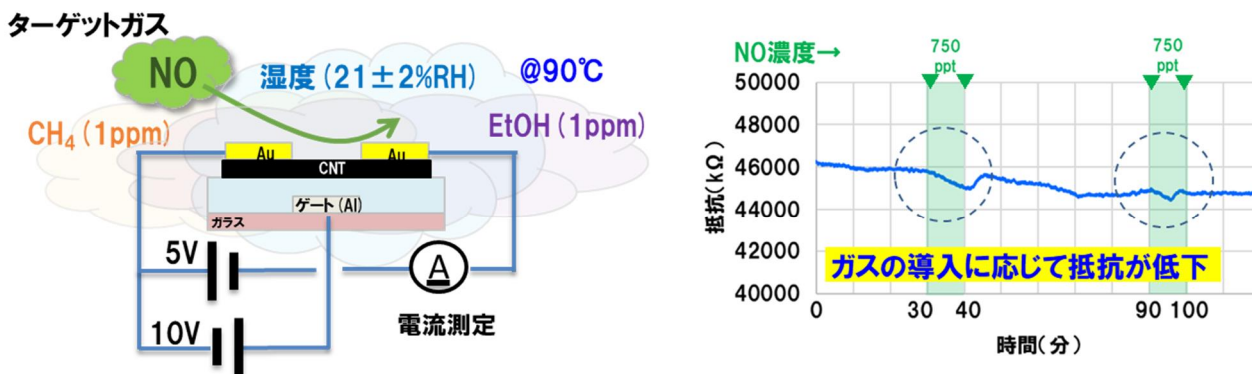 ターゲットガス
NO
湿度(21±2%RH)
@90℃
CH4(1ppm)
EtOH(1ppm)
Au
Au
CNT
ゲート(Al)
ガラス
5V
A
10V
電流測定
NO濃度→
750
ppt
750
ppt
50000
48000
46000
44000
42000
40000
抵抗(kΩ)
ガスの導入に応じて抵抗が低下
0
30
40
90
100
時間(分)